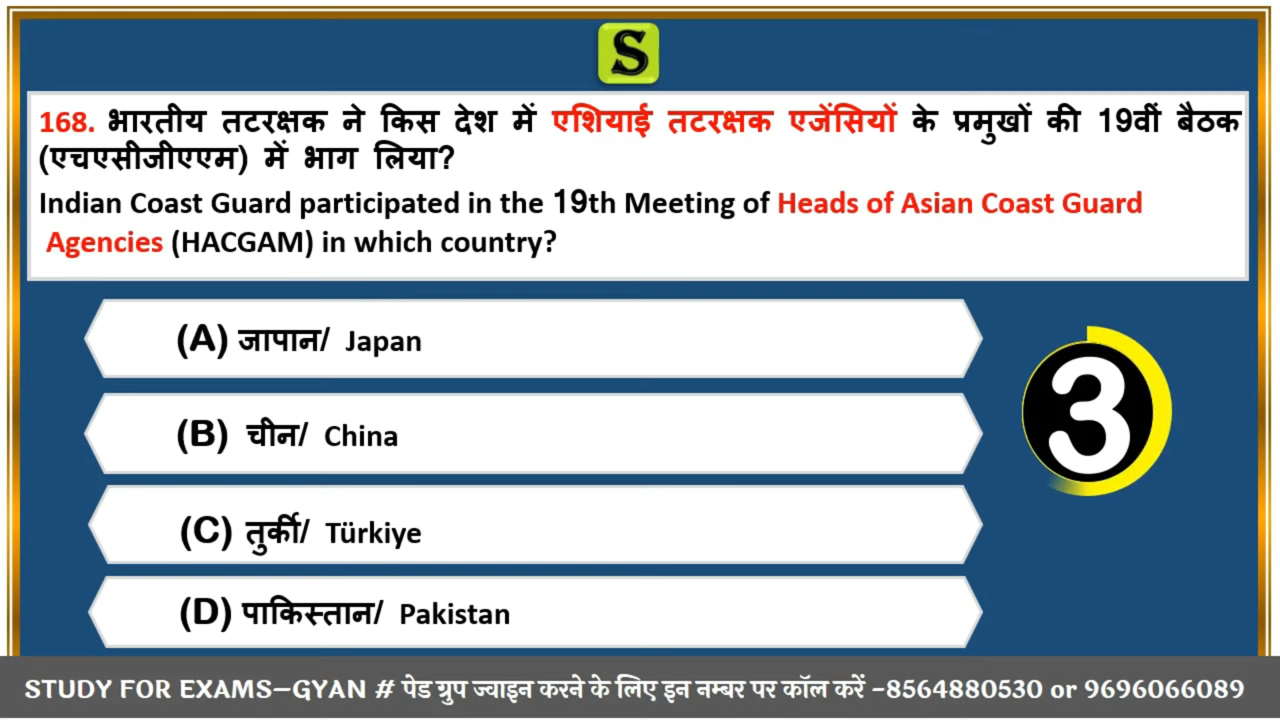 S
168. भारतीय तटरक्षक ने किस देश में एशियाई तटरक्षक एजेंसियों के प्रमुखों की 19वीं बैठक
(एचएसीजीएएम) में भाग लिया?
Indian Coast Guard participated in the 19th Meeting of Heads of Asian Coast Guard
Agencies (HACGAM) in which country?
(A) जापान/ Japan
(B) चीन/ China
3
(C) तुर्की/ Türkiye
(D) पाकिस्तान/ Pakistan
STUDY FOR EXAMS–GYAN # पेड ग्रुप ज्वाइन करने के लिए इन नम्बर पर कॉल करें -8564880530 or 9696066089